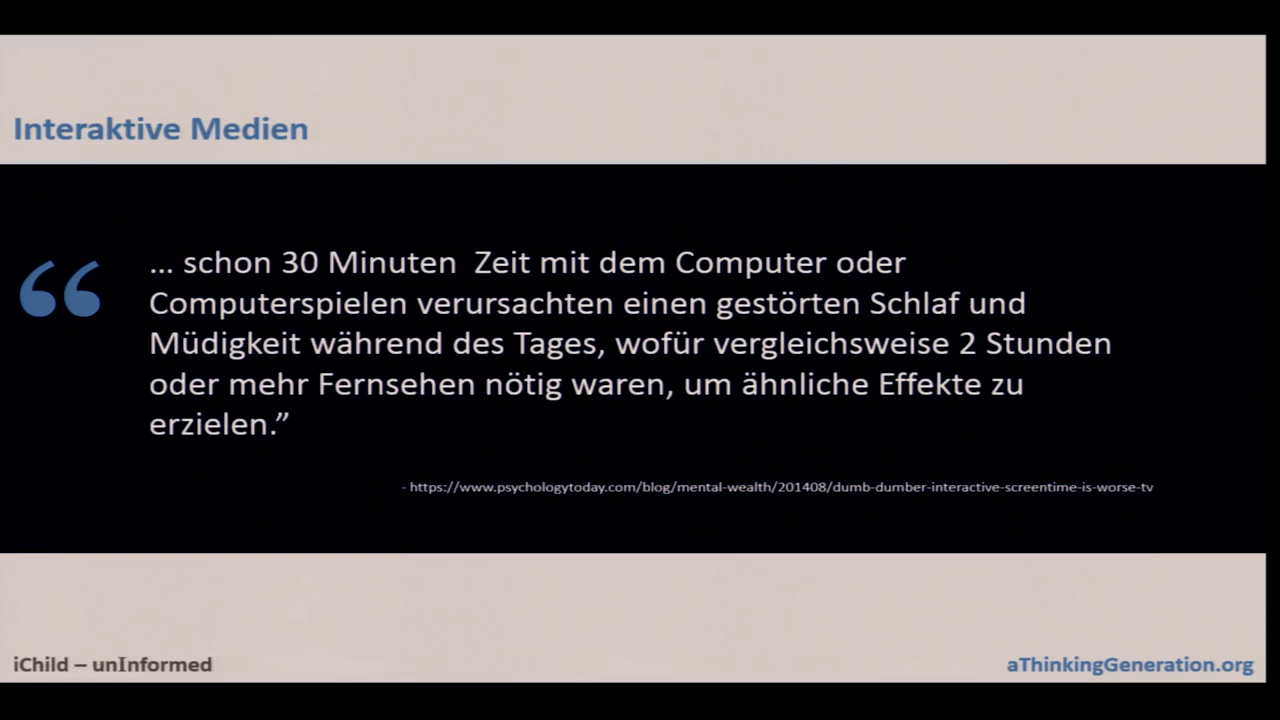 Interaktive Medien
“
... schon 30 Minuten Zeit mit dem Computer oder
Computerspielen verursachten einen gestörten Schlaf und
Müdigkeit während des Tages, wofür vergleichsweise 2 Stunden
oder mehr Fernsehen nötig waren, um ähnliche Effekte zu
erzielen.”
- https://www.psychologytoday.com/blog/mental-wealth/201408/dumb-dumber-interactive-screentime-is-worse-tv
iChild – unInformed
aThinkingGeneration.org